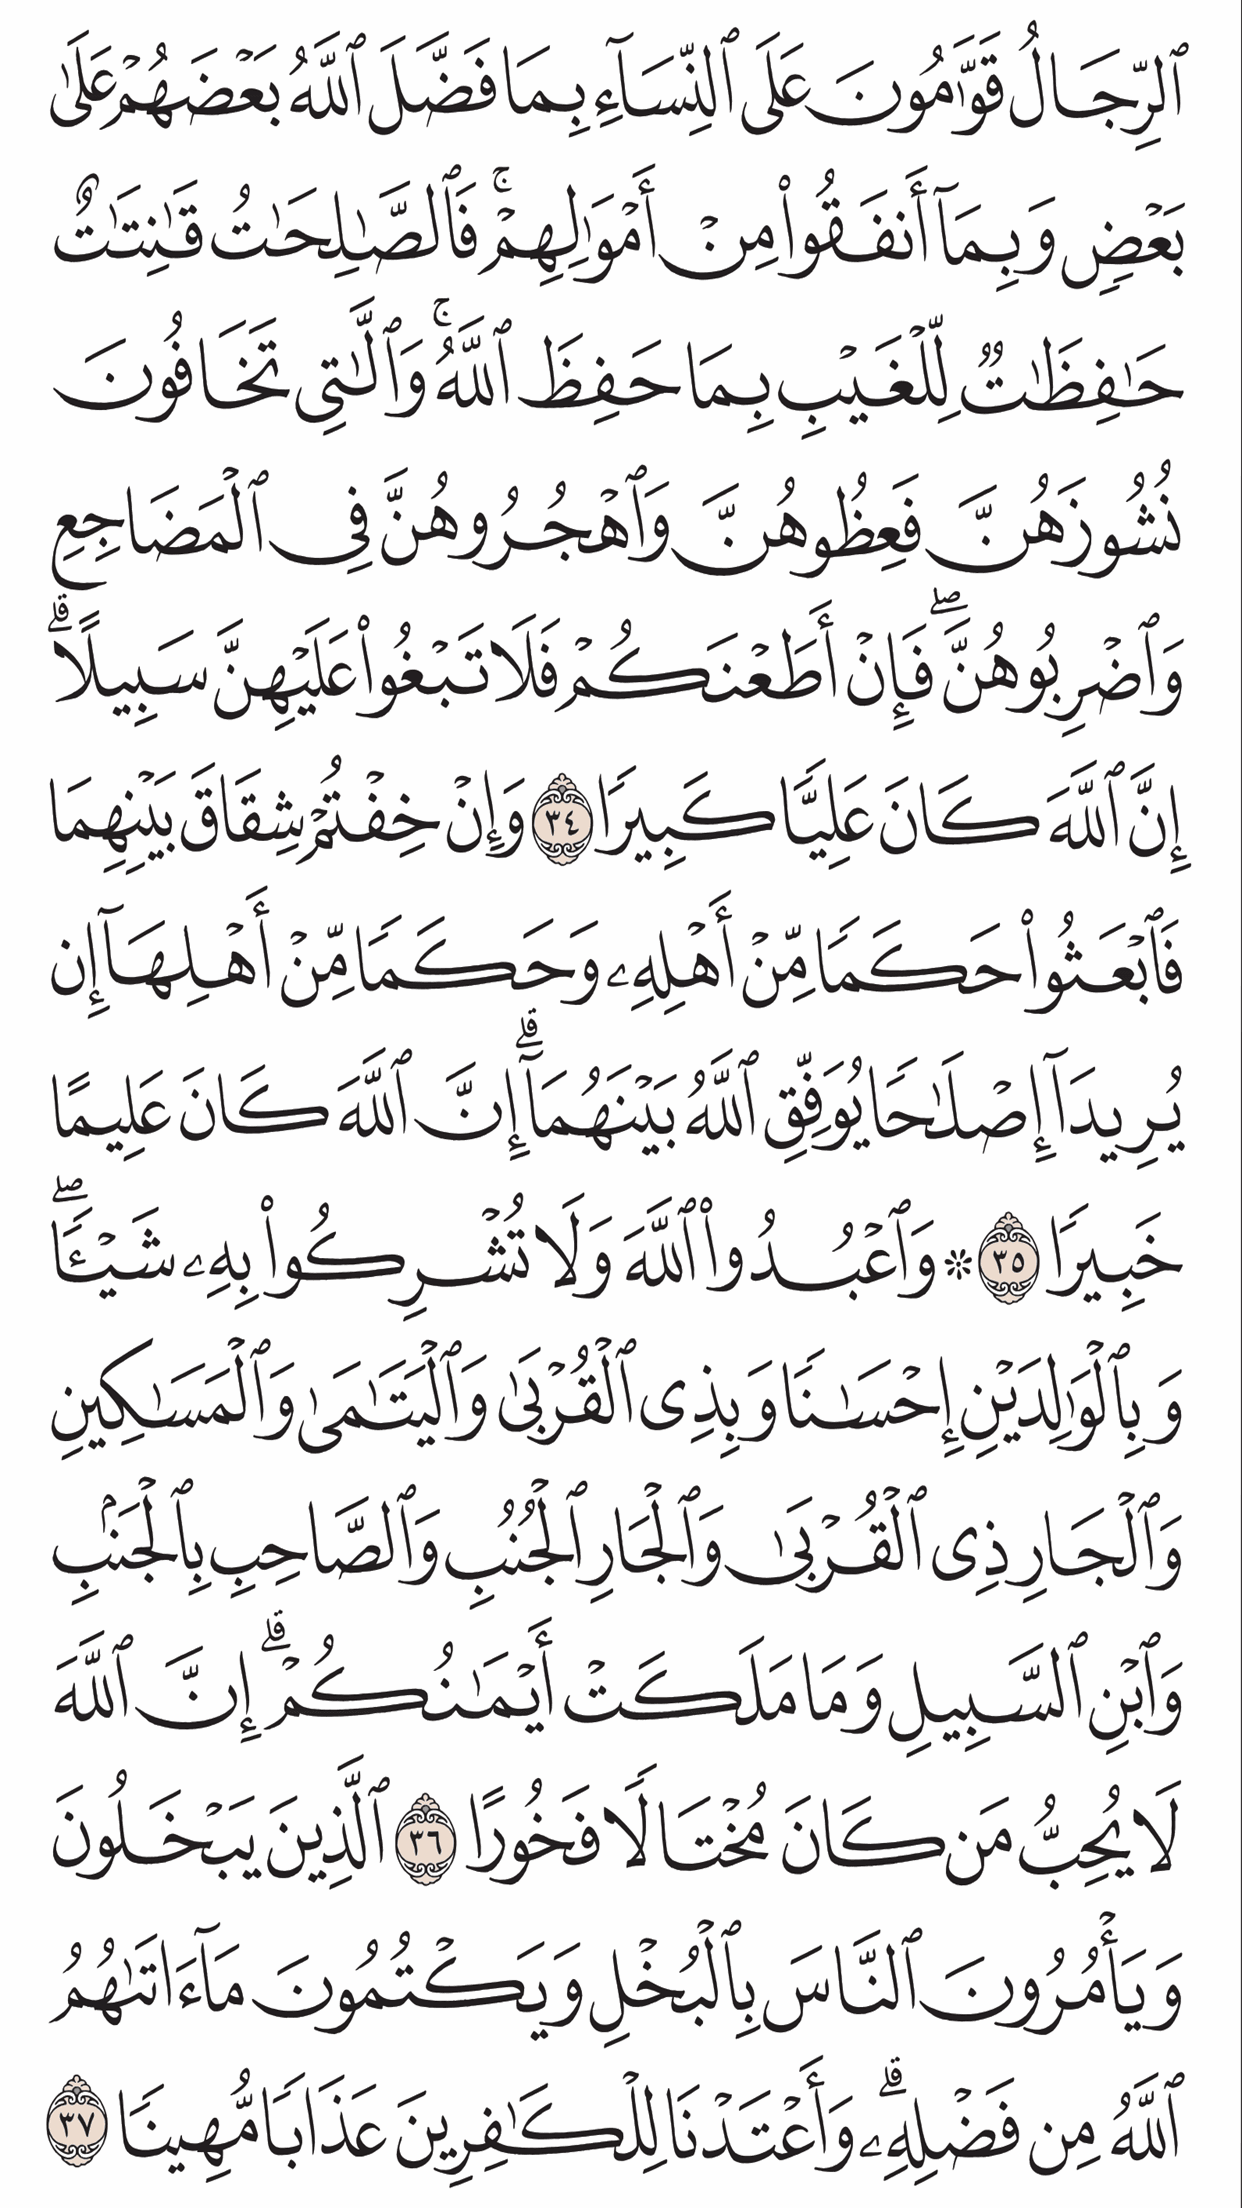 ٱلرِّجَالُ قَوَّٰمُونَ عَلَى ٱلنِّسَآءِ بِمَا فَضَّلَ ٱللَّهُ بَعۡضَهُمۡ عَلَىٰ
بَعۡضٖ وَبِمَآ أَنفَقُواْ مِنۡ أَمۡوَٰلِهِمۡۚ فَٱلصَّٰلِحَٰتُ قَٰنِتَٰتٌ
حَٰفِظَٰتٞ لِّلۡغَيۡبِ بِمَا حَفِظَ ٱللَّهُۚ وَٱلَّٰتِي تَخَافُونَ
نُشُوزَهُنَّ فَعِظُوهُنَّ وَٱهۡجُرُوهُنَّ فِي ٱلۡمَضَاجِعِ
وَٱضۡرِبُوهُنَّۖ فَإِنۡ أَطَعۡنَكُمۡ فَلَا تَبۡغُواْ عَلَيۡهِنَّ سَبِيلًاۗ
إِنَّ ٱللَّهَ كَانَ عَلِيّٗا كَبِيرٗا ٣٤ وَإِنۡ خِفۡتُمۡ شِقَاقَ بَيۡنِهِمَا
فَٱبۡعَثُواْ حَكَمٗا مِّنۡ أَهۡلِهِۦ وَحَكَمٗا مِّنۡ أَهۡلِهَآ إِن
يُرِيدَآ إِصۡلَٰحٗا يُوَفِّقِ ٱللَّهُ بَيۡنَهُمَآۗ إِنَّ ٱللَّهَ كَانَ عَلِيمًا
خَبِيرٗا ٣٥ ۞ وَٱعۡبُدُواْ ٱللَّهَ وَلَا تُشۡرِكُواْ بِهِۦ شَيۡـٔٗاۖ
وَبِٱلۡوَٰلِدَيۡنِ إِحۡسَٰنٗا وَبِذِي ٱلۡقُرۡبَىٰ وَٱلۡيَتَٰمَىٰ وَٱلۡمَسَٰكِينِ
وَٱلۡجَارِ ذِي ٱلۡقُرۡبَىٰ وَٱلۡجَارِ ٱلۡجُنُبِ وَٱلصَّاحِبِ بِٱلۡجَنۢبِ
وَٱبۡنِ ٱلسَّبِيلِ وَمَا مَلَكَتۡ أَيۡمَٰنُكُمۡۗ إِنَّ ٱللَّهَ
لَا يُحِبُّ مَن كَانَ مُخۡتَالٗا فَخُورًا ٣٦ ٱلَّذِينَ يَبۡخَلُونَ
وَيَأۡمُرُونَ ٱلنَّاسَ بِٱلۡبُخۡلِ وَيَكۡتُمُونَ مَآ ءَاتَىٰهُمُ
ٱللَّهُ مِن فَضۡلِهِۦۗ وَأَعۡتَدۡنَا لِلۡكَٰفِرِينَ عَذَابٗا مُّهِينٗا ٣٧